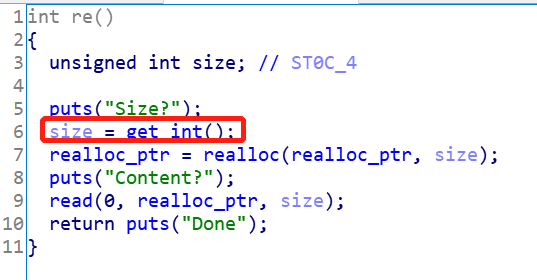 1 int re()
2 {
3 unsigned int size; // ST0C_4
4
5 puts("Size?");
6 size = get_int();
7 realloc_ptr = realloc(realloc_ptr, size);
8 puts("Content?");
9 read(0, realloc_ptr, size);
10 return puts("Done");
11 }